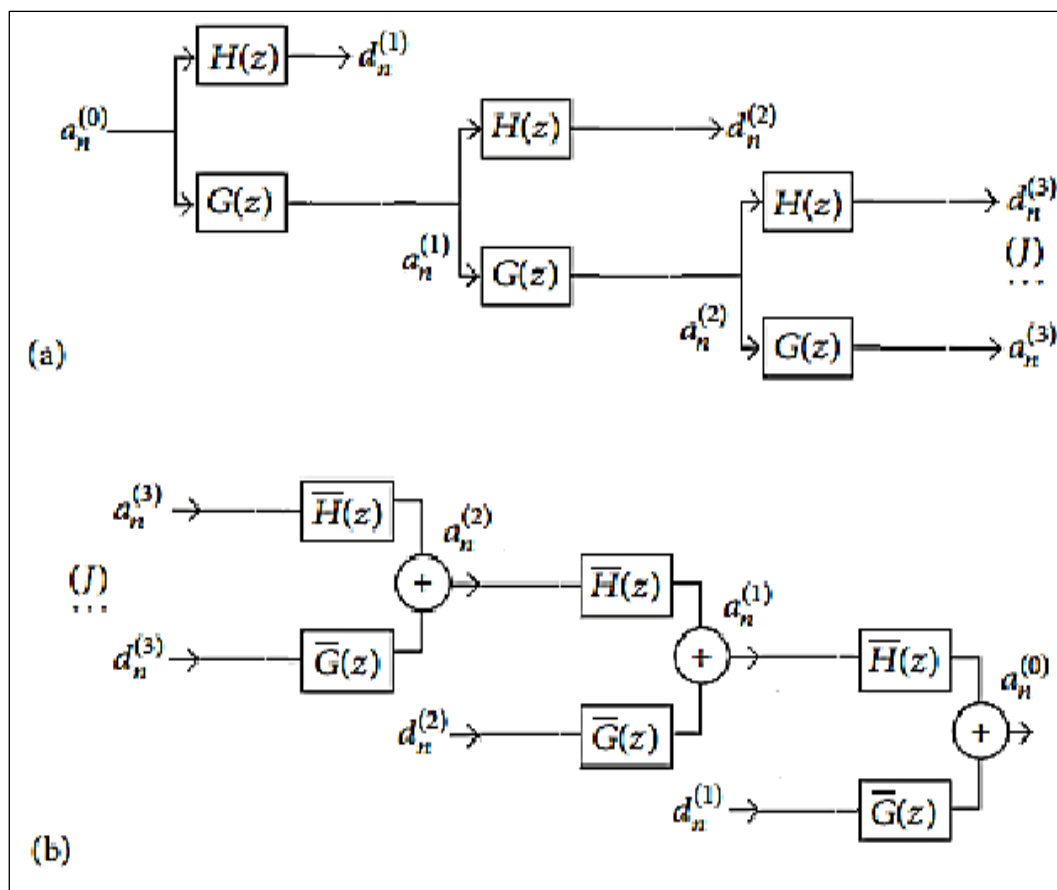 H(z) d_n^(1)
a_n^(0)
H(z) d_n^(2)
G(z)
H(z) d_n^(3)
a_n^(1) G(z)
(J)
...
a_n^(2) G(z) a_n^(3)
(a)
a_n^(3) H̅(z)
a_n^(2)
(J)
...
+ H̅(z)
a_n^(1)
d_n^(3) G̅(z)
+ H̅(z)
a_n^(0)
d_n^(2) G̅(z)
+
d_n^(1) G̅(z)
(b)